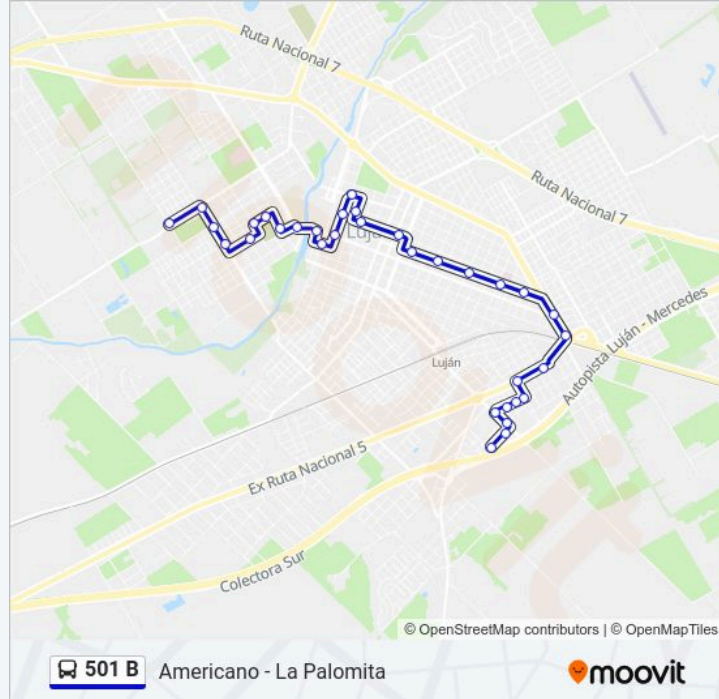 Ruta Nacional 7
Ruta Nacional 7
Luján
Autopista Luján - Mercedes
Luján
Ex Ruta Nacional 5
Colectora Sur
© OpenStreetMap contributors | © OpenMapTiles
501 B Americano - La Palomita
moovit